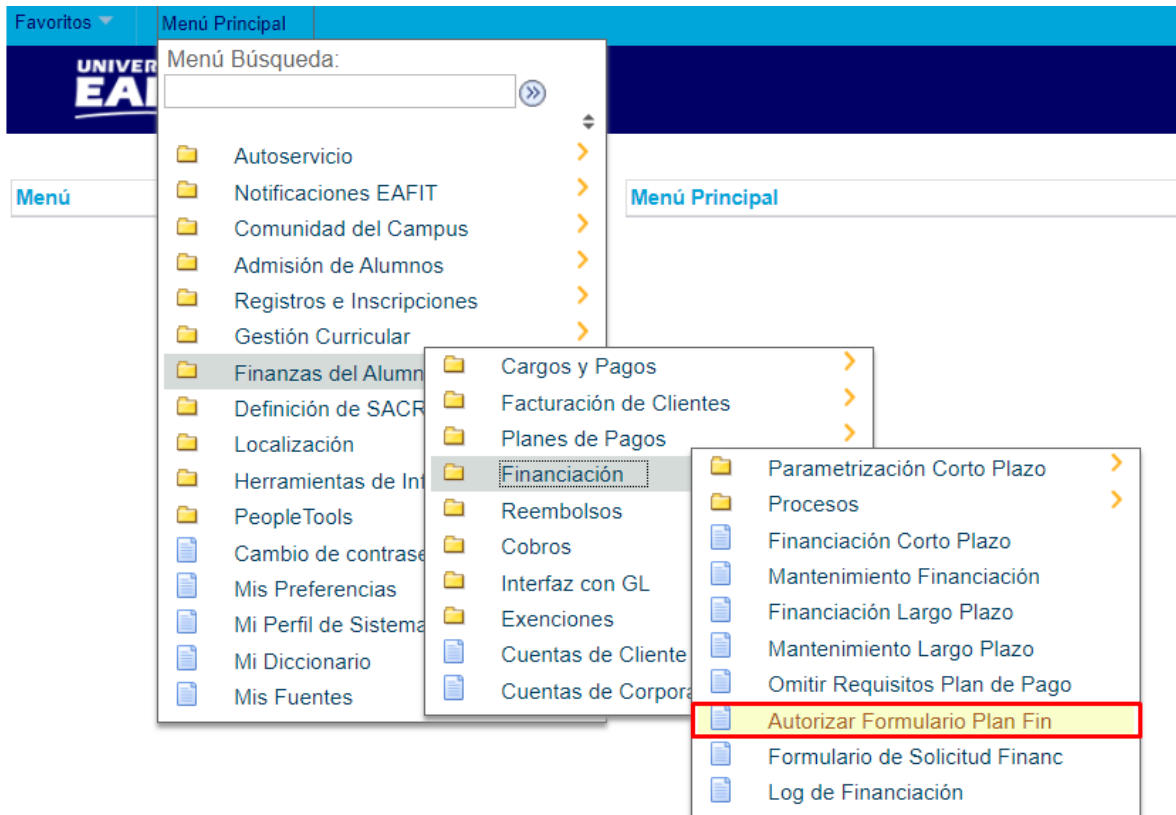 Favoritos
Menú Principal
Menú Búsqueda:
Autoservicio
Notificaciones EAFIT
Comunidad del Campus
Admisión de Alumnos
Registros e Inscripciones
Gestión Curricular
Finanzas del Alumn
Definición de SACR
Localización
Herramientas de Int
PeopleTools
Cambio de contrase
Mis Preferencias
Mi Perfil de Sistema
Mi Diccionario
Mis Fuentes
UNIVER
EAI
Menú
Menú Principal
Cargos y Pagos
Facturación de Clientes
Planes de Pagos
Financiación
Reembolsos
Cobros
Interfaz con GL
Exenciones
Cuentas de Cliente
Cuentas de Corpora
Parametrización Corto Plazo
Procesos
Financiación Corto Plazo
Mantenimiento Financiación
Financiación Largo Plazo
Mantenimiento Largo Plazo
Omitir Requisitos Plan de Pago
Autorizar Formulario Plan Fin
Formulario de Solicitud Financ
Log de Financiación